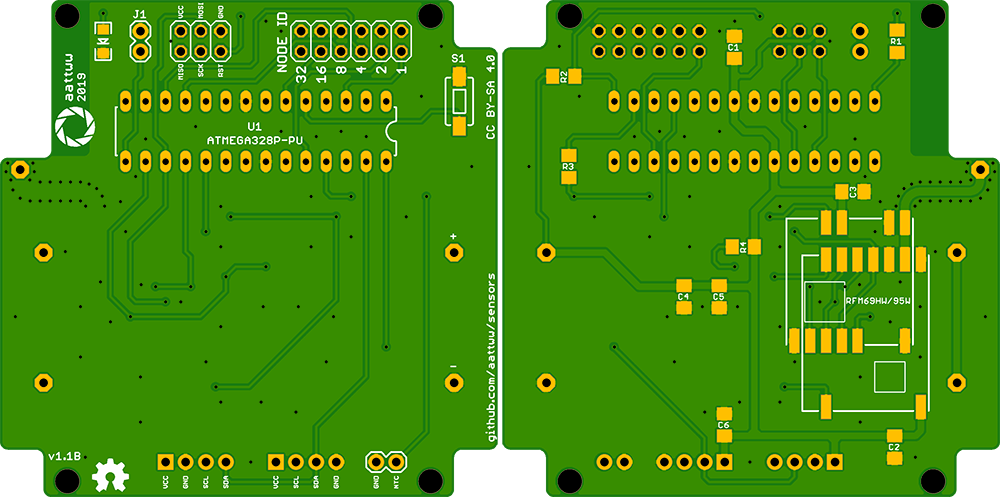 J1
VCC
MOSI
GND
MISO
SCK
RST
NODE ID
32
16
8
4
2
1
aattuu
2019
S1
CC BY-SA 4.0
U1
ATMEGA328P-PU
+
-
github.com/aattuu/sensors
v1.1B
VCC
GND
SCL
SDA
VCC
SCL
SDA
GND
GND
NTC
C1
R1
R2
R3
C3
R4
C4
C5
RFM69HW/95W
C6
C2